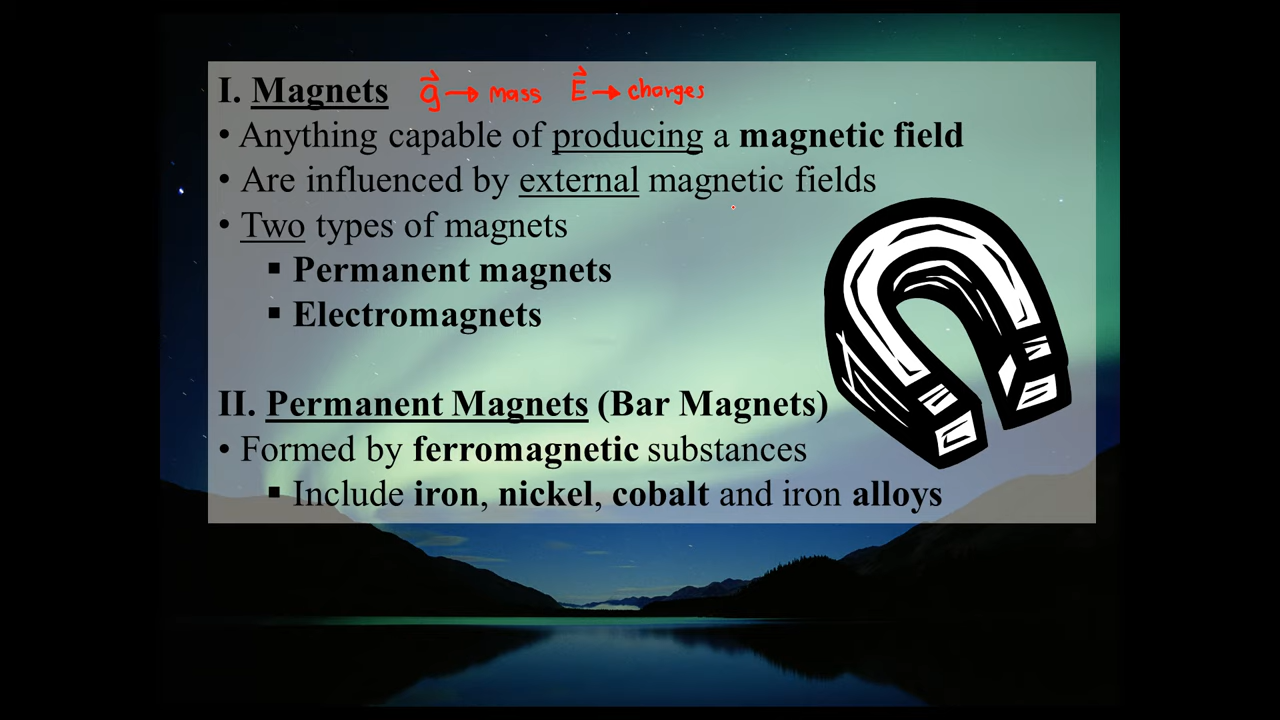 I. Magnets g⃗ → mass E⃗ → charges
• Anything capable of producing a magnetic field
• Are influenced by external magnetic fields
• Two types of magnets
▪ Permanent magnets
▪ Electromagnets
II. Permanent Magnets (Bar Magnets)
• Formed by ferromagnetic substances
▪ Include iron, nickel, cobalt and iron alloys